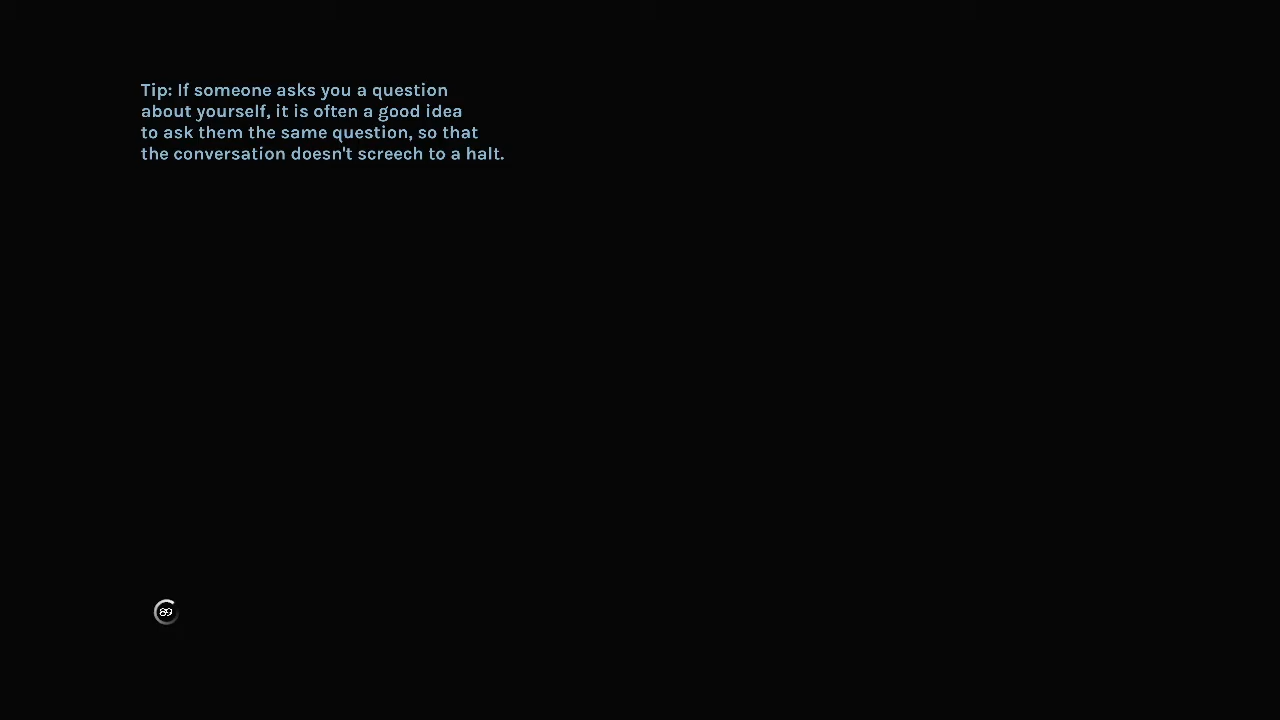 Tip: If someone asks you a question
about yourself, it is often a good idea
to ask them the same question, so that
the conversation doesn't screech to a halt.
89